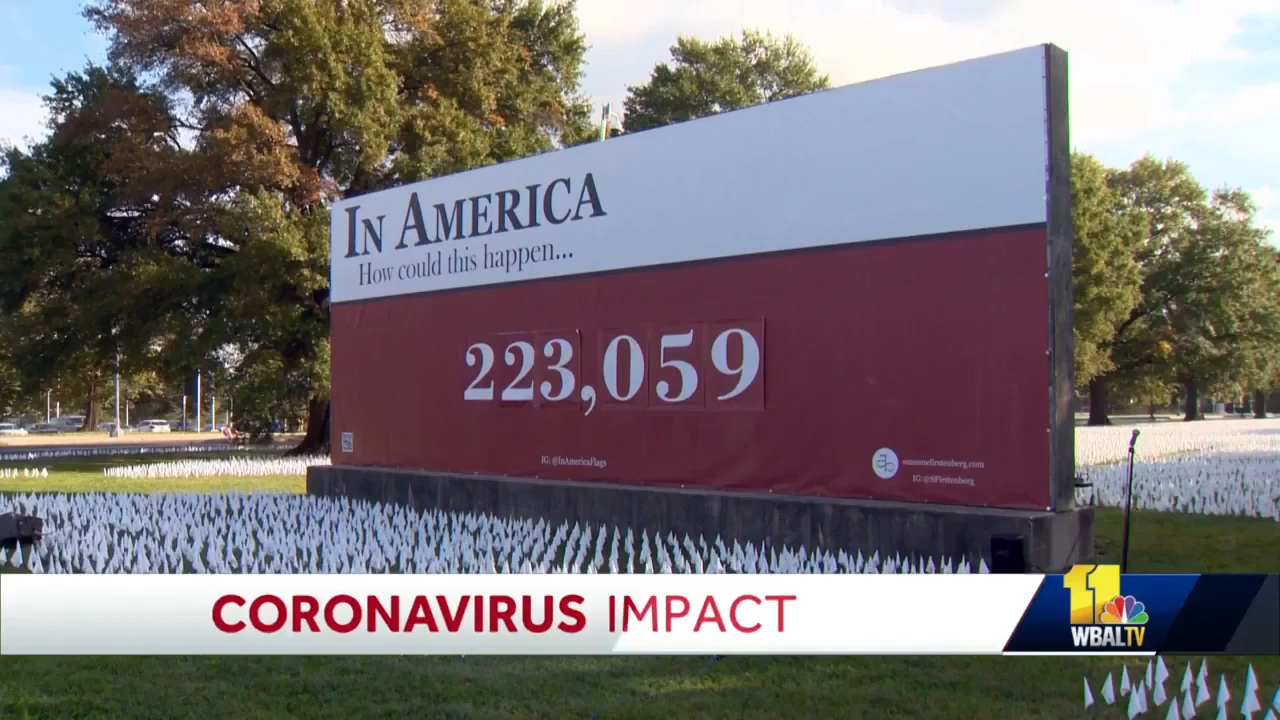 IN AMERICA
How could this happen...
223,059
IG: @InAmericaFlags
suzannefirstenberg.com
IG: @SFirstenberg
CORONAVIRUS IMPACT
11
WBALTV